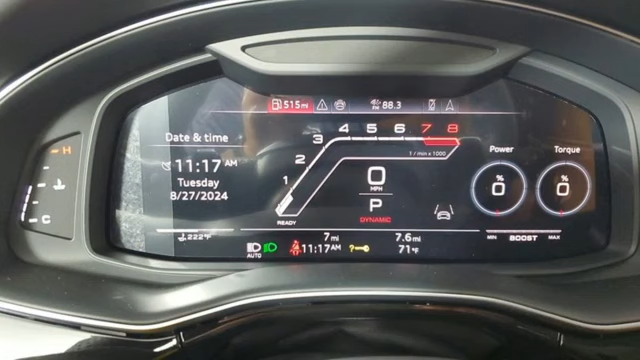 515mi FM 88.3
Date & time
11:17 AM
Tuesday
8/27/2024
1 2 3 4 5 6 7 8
1 / min x 1000
READY
0
MPH
P
DYNAMIC
Power Torque
% %
0 0
MIN BOOST MAX
H
C
222°F
AUTO
7mi 7.6mi
11:17AM ? 71°F